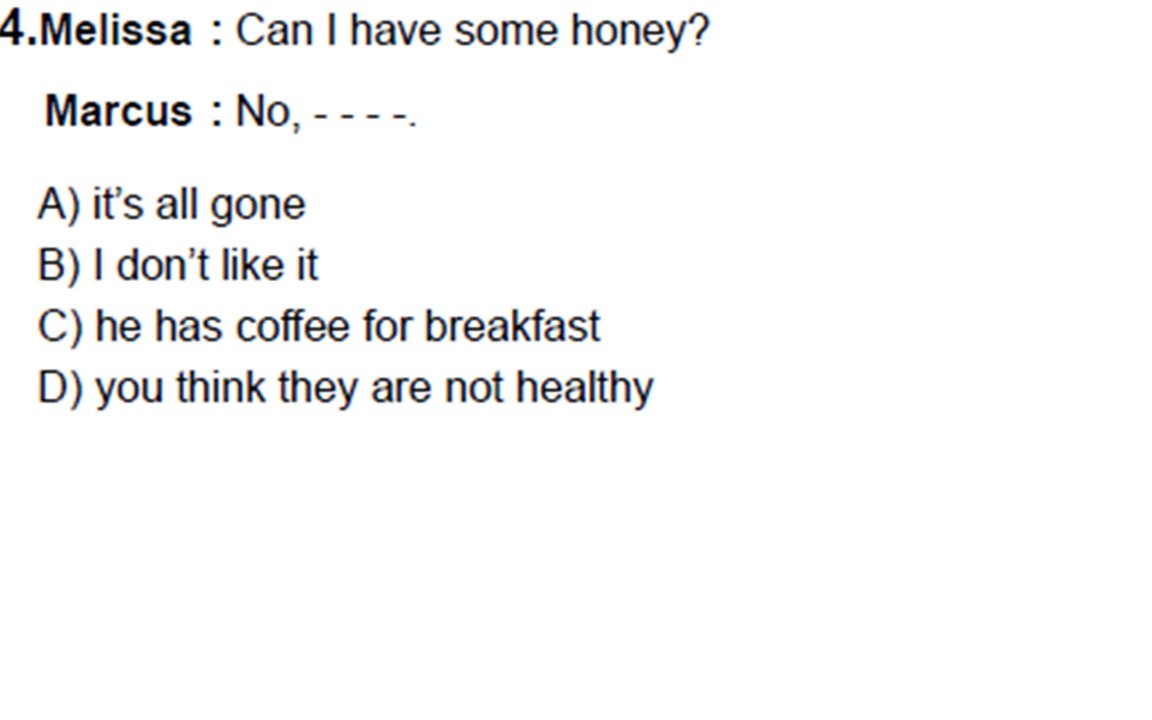 4.Melissa : Can I have some honey?
Marcus : No, - - - -.
A) it's all gone
B) I don't like it
C) he has coffee for breakfast
D) you think they are not healthy